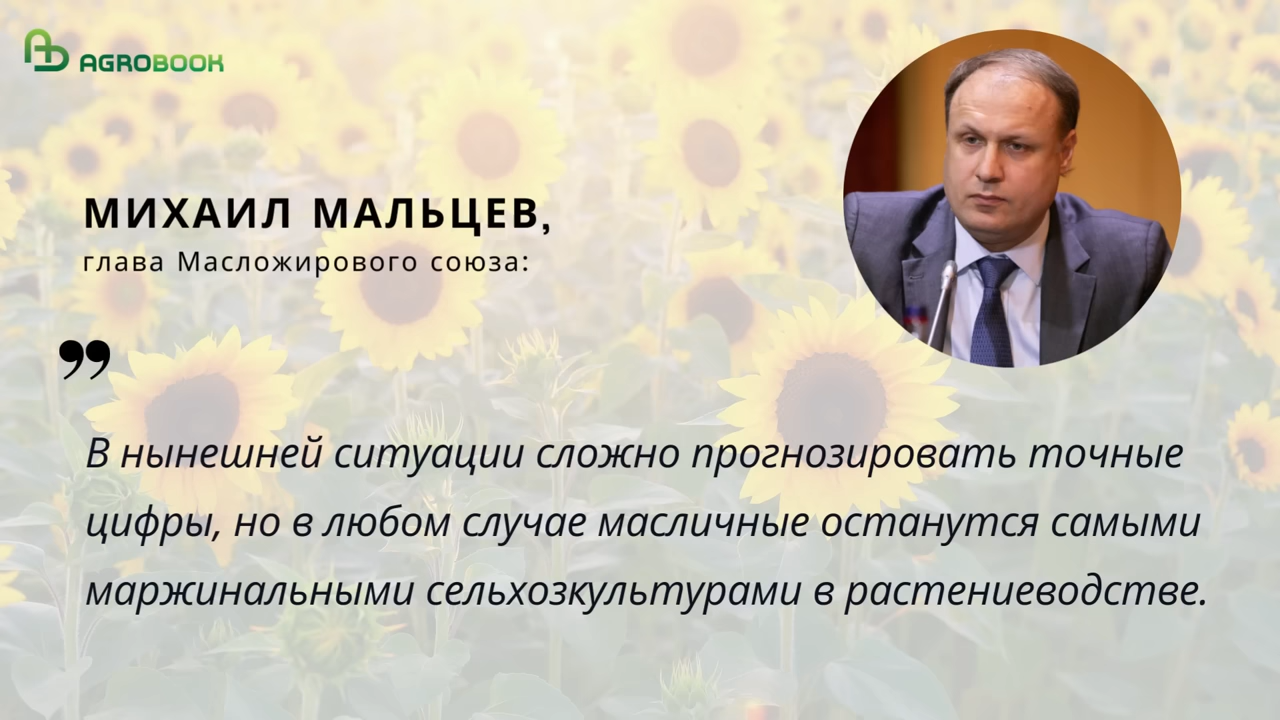 AGROBOOK
МИХАИЛ МАЛЬЦЕВ,
глава Масложирового союза:
”
В нынешней ситуации сложно прогнозировать точные
цифры, но в любом случае масличные останутся самыми
маржинальными сельхозкультурами в растениеводстве.